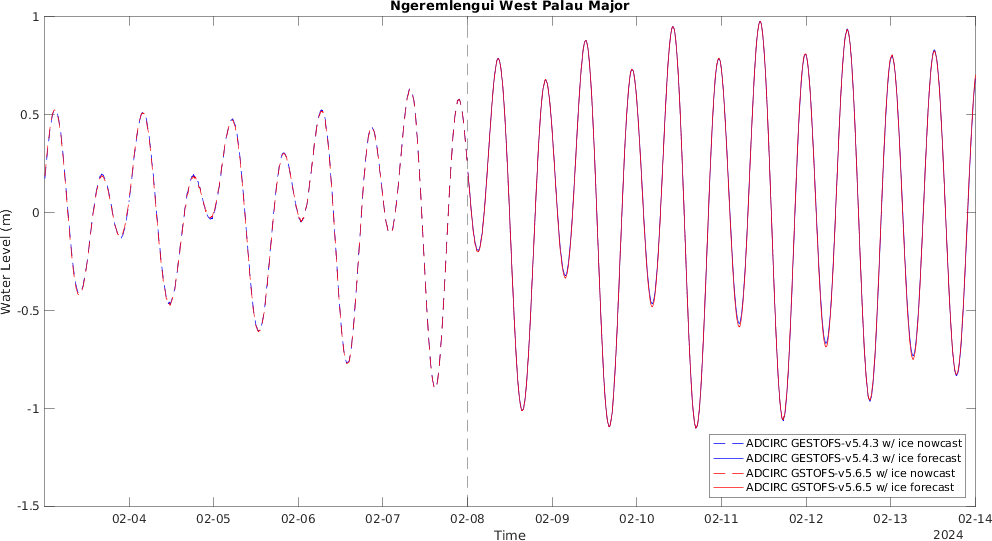 Ngeremlengui West Palau Major
1
0.5
0
-0.5
-1
-1.5
Water Level (m)
02-04
02-05
02-06
02-07
02-08
02-09
02-10
02-11
02-12
02-13
02-14
Time
2024
ADCIRC GESTOFS-v5.4.3 w/ ice nowcast
ADCIRC GESTOFS-v5.4.3 w/ ice forecast
ADCIRC GSTOFS-v5.6.5 w/ ice nowcast
ADCIRC GSTOFS-v5.6.5 w/ ice forecast